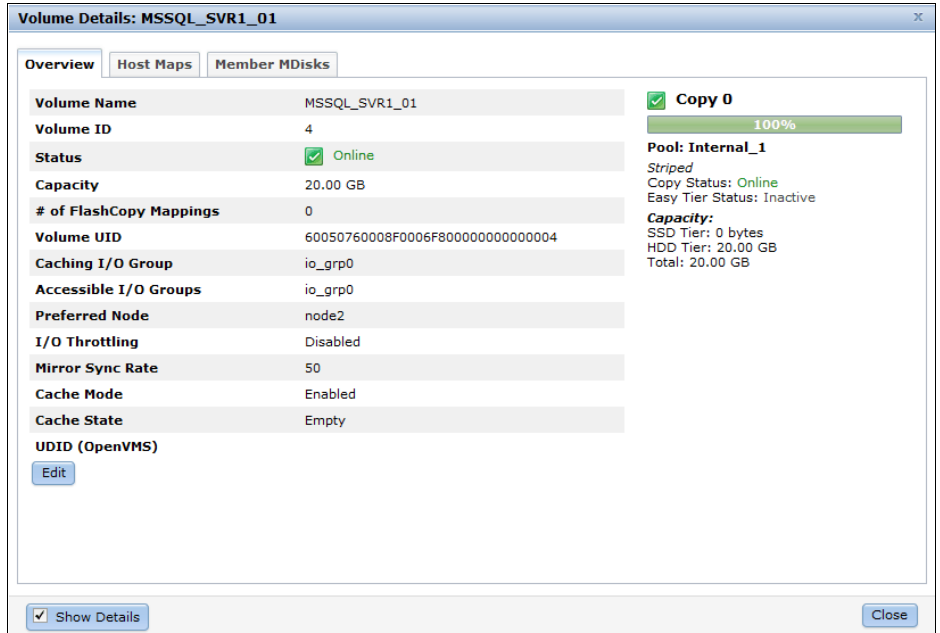 Volume Details: MSSQL_SVR1_01 x
Overview Host Maps Member MDisks
Volume Name MSSQL_SVR1_01
Volume ID 4
Status Online
Capacity 20.00 GB
# of FlashCopy Mappings 0
Volume UID 60050760008F0006F800000000000004
Caching I/O Group io_grp0
Accessible I/O Groups io_grp0
Preferred Node node2
I/O Throttling Disabled
Mirror Sync Rate 50
Cache Mode Enabled
Cache State Empty
UDID (OpenVMS)
Edit
Copy 0
100%
Pool: Internal_1
Striped
Copy Status: Online
Easy Tier Status: Inactive
Capacity:
SSD Tier: 0 bytes
HDD Tier: 20.00 GB
Total: 20.00 GB
Show Details
Close